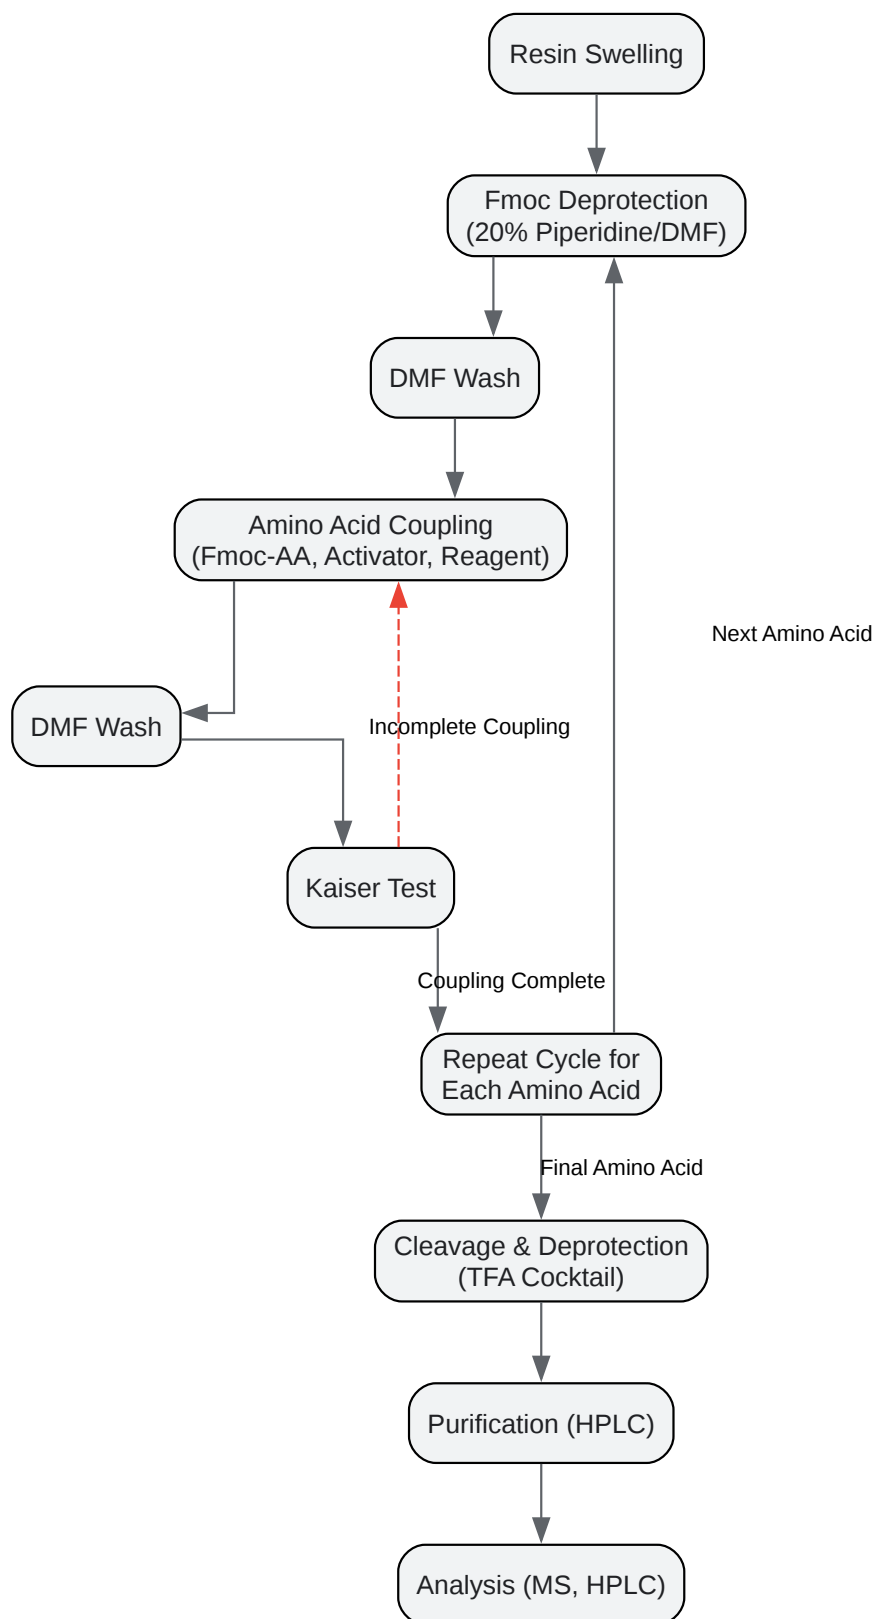 Resin Swelling
Fmoc Deprotection
(20% Piperidine/DMF)
DMF Wash
Amino Acid Coupling
(Fmoc-AA, Activator, Reagent)
Next Amino Acid
DMF Wash
Incomplete Coupling
Kaiser Test
Coupling Complete
Repeat Cycle for
Each Amino Acid
Final Amino Acid
Cleavage & Deprotection
(TFA Cocktail)
Purification (HPLC)
Analysis (MS, HPLC)